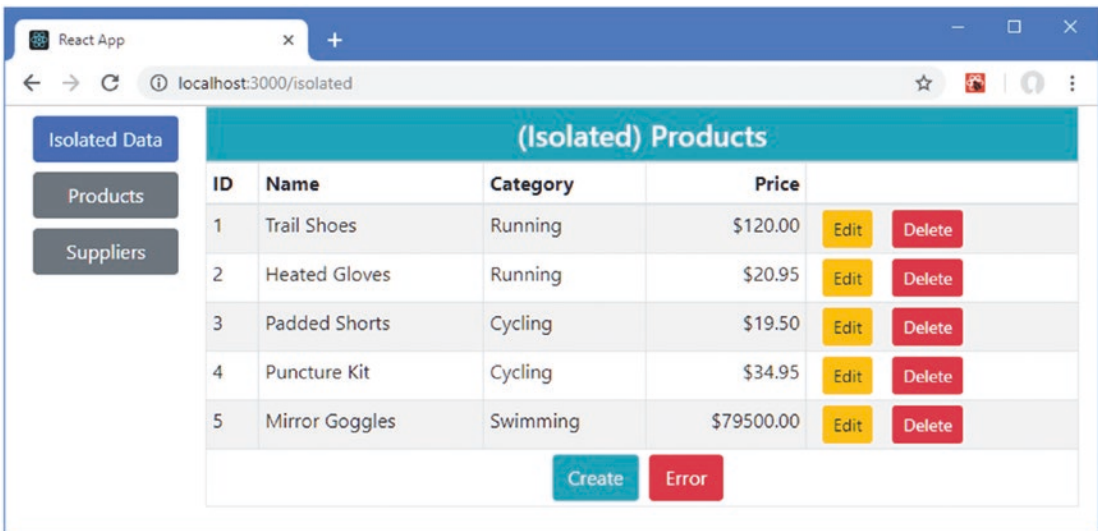 React App
localhost:3000/isolated
Isolated Data
Products
Suppliers
(Isolated) Products
ID Name Category Price
1 Trail Shoes Running $120.00 Edit Delete
2 Heated Gloves Running $20.95 Edit Delete
3 Padded Shorts Cycling $19.50 Edit Delete
4 Puncture Kit Cycling $34.95 Edit Delete
5 Mirror Goggles Swimming $79500.00 Edit Delete
Create Error